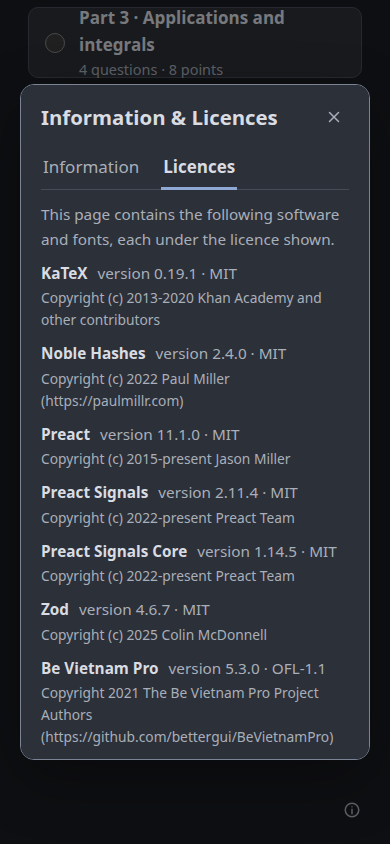 Part 3 · Applications and
integrals
4 questions · 8 points
Information & Licences
Information Licences
This page contains the following software
and fonts, each under the licence shown.
KaTeX version 0.19.1 · MIT
Copyright (c) 2013-2020 Khan Academy and
other contributors
Noble Hashes version 2.4.0 · MIT
Copyright (c) 2022 Paul Miller
(https://paulmillr.com)
Preact version 11.1.0 · MIT
Copyright (c) 2015-present Jason Miller
Preact Signals version 2.11.4 · MIT
Copyright (c) 2022-present Preact Team
Preact Signals Core version 1.14.5 · MIT
Copyright (c) 2022-present Preact Team
Zod version 4.6.7 · MIT
Copyright (c) 2025 Colin McDonnell
Be Vietnam Pro version 5.3.0 · OFL-1.1
Copyright 2021 The Be Vietnam Pro Project
Authors
(https://github.com/bettergui/BeVietnamPro)